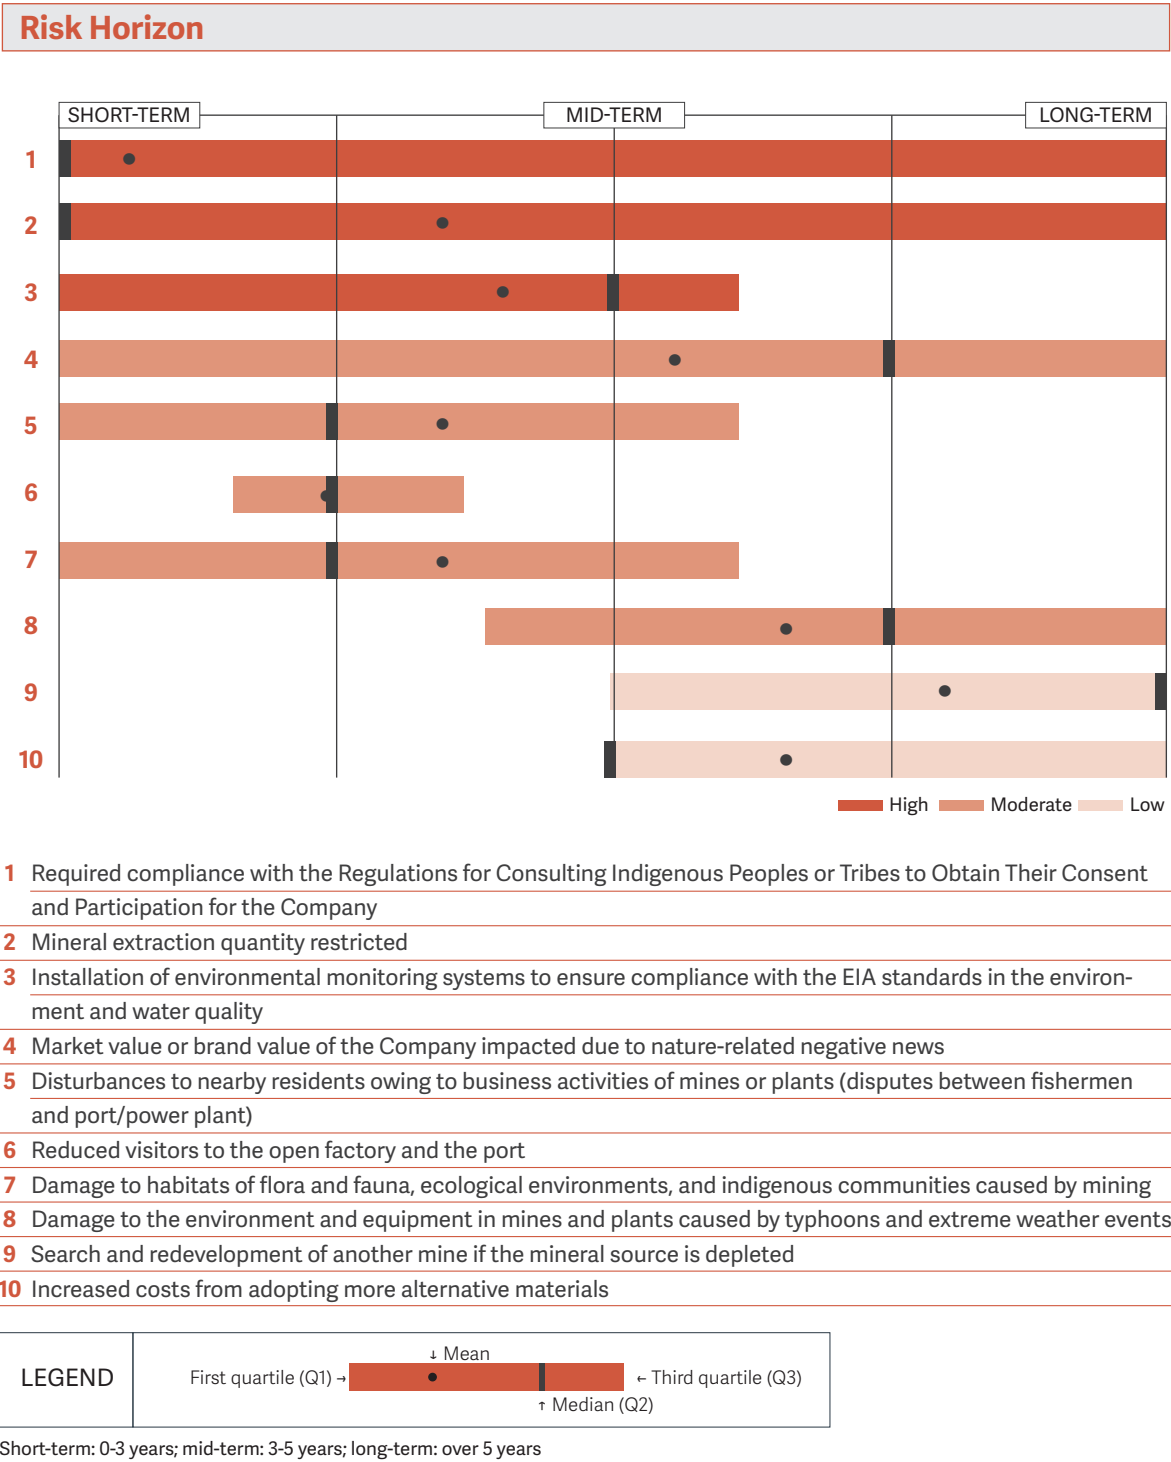 Risk Horizon
SHORT-TERM MID-TERM LONG-TERM
1
2
3
4
5
6
7
8
9
10
High Moderate Low
1 Required compliance with the Regulations for Consulting Indigenous Peoples or Tribes to Obtain Their Consent
and Participation for the Company
2 Mineral extraction quantity restricted
3 Installation of environmental monitoring systems to ensure compliance with the EIA standards in the environ-
ment and water quality
4 Market value or brand value of the Company impacted due to nature-related negative news
5 Disturbances to nearby residents owing to business activities of mines or plants (disputes between fishermen
and port/power plant)
6 Reduced visitors to the open factory and the port
7 Damage to habitats of flora and fauna, ecological environments, and indigenous communities caused by mining
8 Damage to the environment and equipment in mines and plants caused by typhoons and extreme weather events
9 Search and redevelopment of another mine if the mineral source is depleted
10 Increased costs from adopting more alternative materials
↓ Mean
LEGEND First quartile (Q1) → ← Third quartile (Q3)
↑ Median (Q2)
Short-term: 0-3 years; mid-term: 3-5 years; long-term: over 5 years